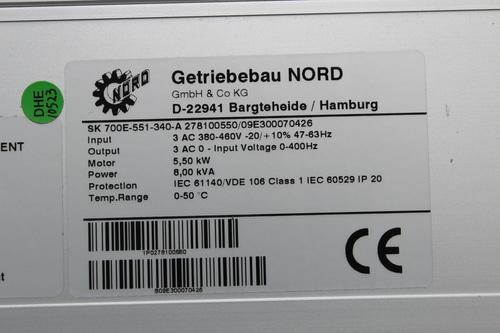 DHE
10523
NORD
Getriebebau NORD
GmbH & Co KG
D-22941 Bargteheide / Hamburg
SK 700E-551-340-A 278100550/09E300070426
Input 3 AC 380-460V -20/+10% 47-63Hz
Output 3 AC 0 - Input Voltage 0-400Hz
Motor 5,50 kW
Power 8,00 kVA
Protection IEC 61140/VDE 106 Class 1 IEC 60529 IP 20
Temp.Range 0-50 °C
CE
S09E300070426
ENT
t